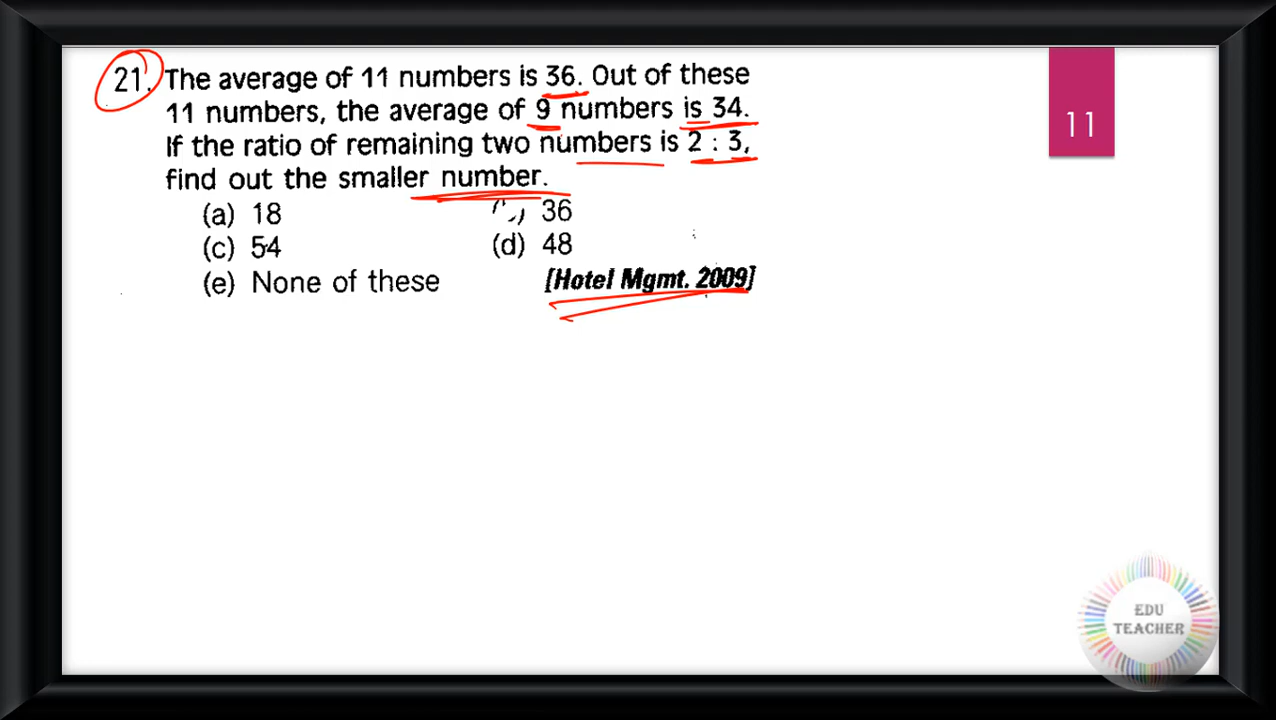 21. The average of 11 numbers is 36. Out of these
11 numbers, the average of 9 numbers is 34.
If the ratio of remaining two numbers is 2 : 3,
find out the smaller number.
(a) 18 36
(c) 54 (d) 48
(e) None of these [Hotel Mgmt. 2009]
11
EDU
TEACHER